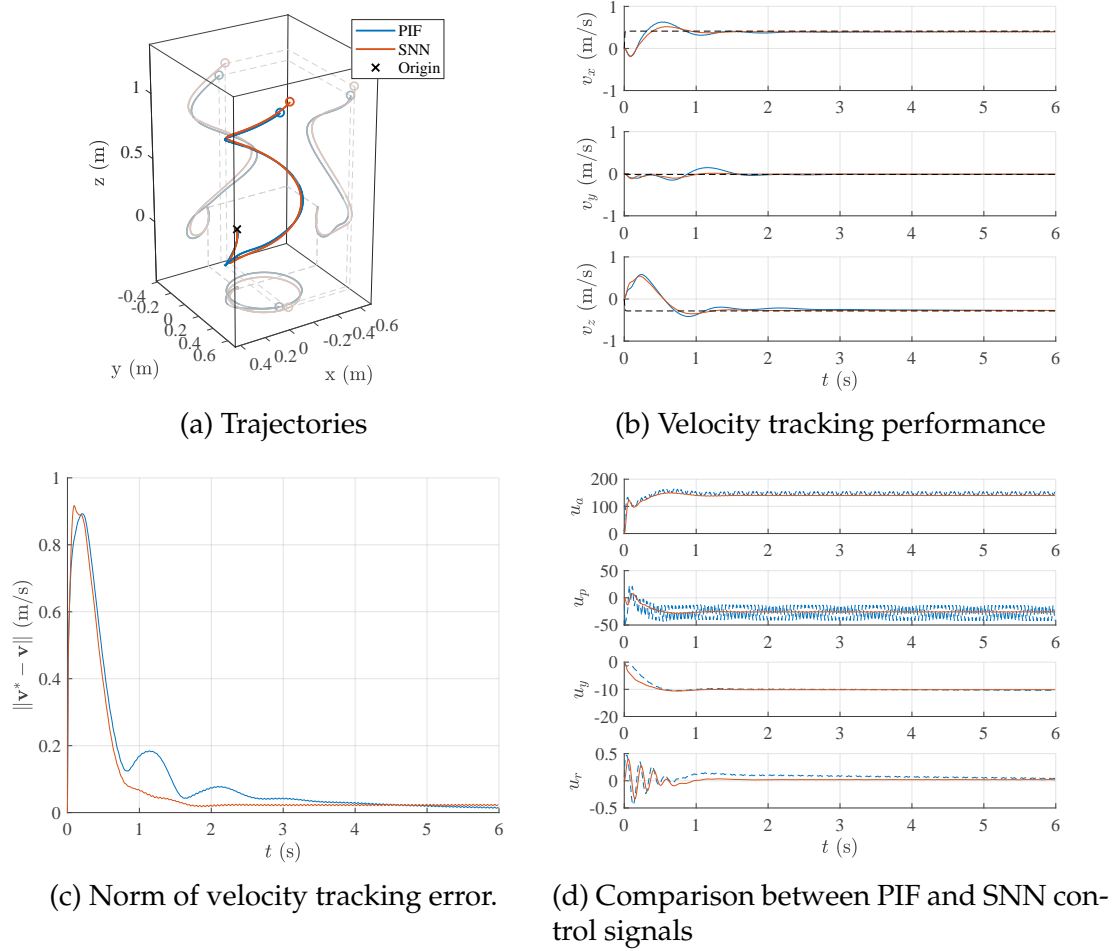 PIF
SNN
Origin
z (m)
1
0.5
0
-0.4
-0.2
0
0.2
0.4
0.6
y (m)
0.4
0.2
0
-0.2
-0.4
-0.6
x (m)
(a) Trajectories
v_x (m/s)
1
0
-1
0 1 2 3 4 5 6
v_y (m/s)
1
0
-1
0 1 2 3 4 5 6
v_z (m/s)
1
0
-1
0 1 2 3 4 5 6
t (s)
(b) Velocity tracking performance
‖v* − v‖ (m/s)
1
0.8
0.6
0.4
0.2
0
0 1 2 3 4 5 6
t (s)
(c) Norm of velocity tracking error.
u_a
200
100
0
0 1 2 3 4 5 6
u_p
50
0
-50
0 1 2 3 4 5 6
u_y
0
-10
-20
0 1 2 3 4 5 6
u_r
0.5
0
-0.5
0 1 2 3 4 5 6
t (s)
(d) Comparison between PIF and SNN con-
trol signals